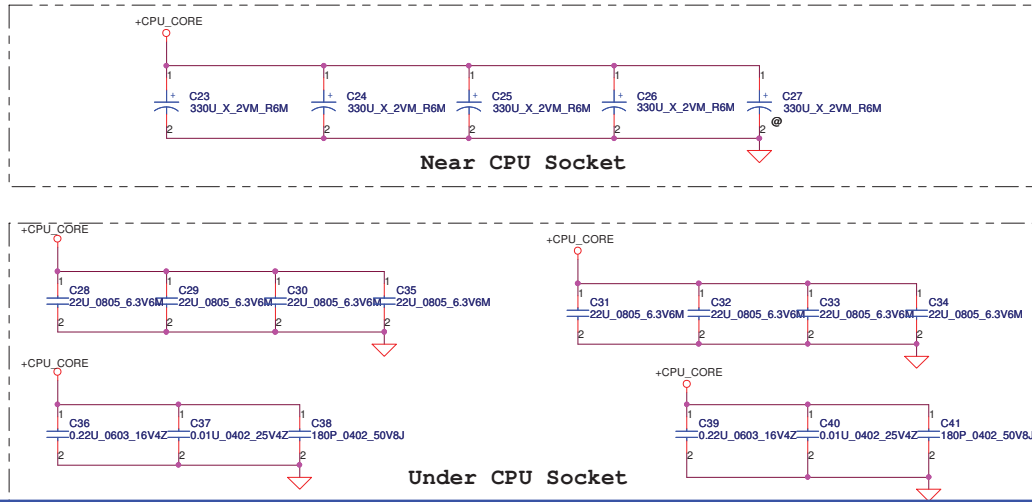 +CPU_CORE
1 1 1 1 1
+ C23 + C24 + C25 + C26 + C27
330U_X_2VM_R6M 330U_X_2VM_R6M 330U_X_2VM_R6M 330U_X_2VM_R6M 330U_X_2VM_R6M
2 2 2 2 2 @
Near CPU Socket
+CPU_CORE +CPU_CORE
1 1 1 1
C28 C29 C30 C35
22U_0805_6.3V6M 22U_0805_6.3V6M 22U_0805_6.3V6M 22U_0805_6.3V6M
2 2 2 2
1 1 1 1
C31 C32 C33 C34
22U_0805_6.3V6M 22U_0805_6.3V6M 22U_0805_6.3V6M 22U_0805_6.3V6M
2 2 2 2
+CPU_CORE +CPU_CORE
1 1 1
C36 C37 C38
0.22U_0603_16V4Z 0.01U_0402_25V4Z 180P_0402_50V8J
2 2 2
1 1 1
C39 C40 C41
0.22U_0603_16V4Z 0.01U_0402_25V4Z 180P_0402_50V8J
2 2 2
Under CPU Socket